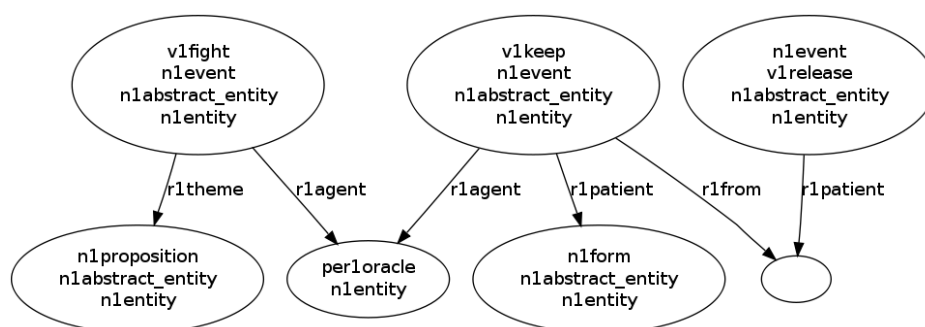 v1fight
n1event
n1abstract_entity
n1entity
v1keep
n1event
n1abstract_entity
n1entity
n1event
v1release
n1abstract_entity
n1entity
r1theme
r1agent
r1agent
r1patient
r1from
r1patient
n1proposition
n1abstract_entity
n1entity
per1oracle
n1entity
n1form
n1abstract_entity
n1entity